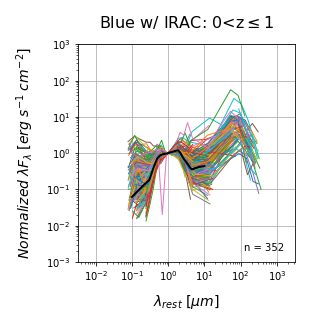 Blue w/ IRAC: 0<z≤1
Normalized λF_λ [erg s⁻¹ cm⁻²]
10³
10²
10¹
10⁰
10⁻¹
10⁻²
10⁻³
n = 352
10⁻² 10⁻¹ 10⁰ 10¹ 10² 10³
λ_rest [μm]